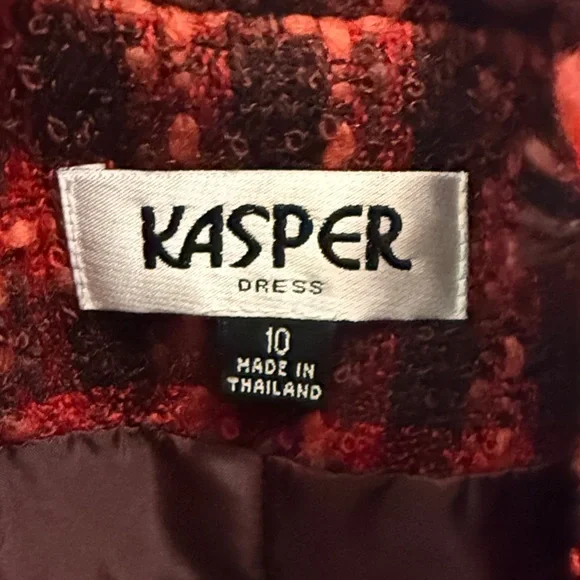 KASPER
DRESS
10
MADE IN
THAILAND